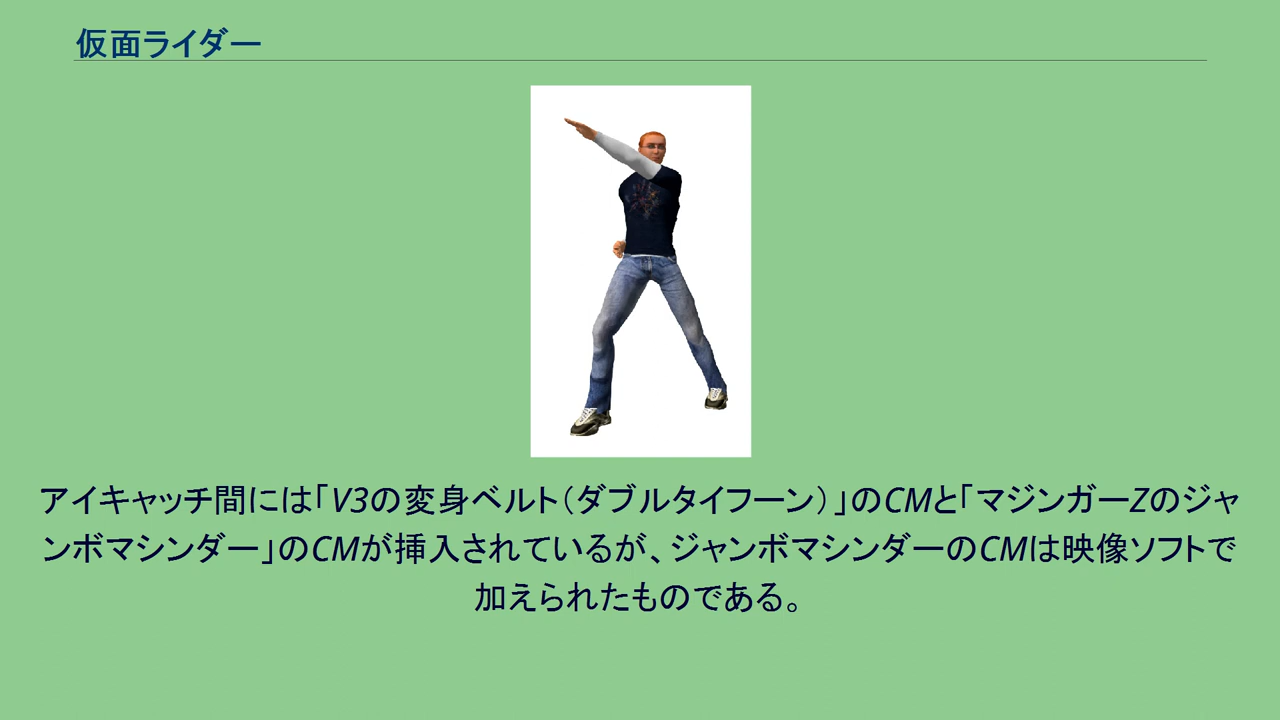 仮面ライダー
アイキャッチ間には「V3の変身ベルト（ダブルタイフーン）」のCMと「マジンガーZのジャ
ンボマシンダー」のCMが挿入されているが、ジャンボマシンダーのCMは映像ソフトで
加えられたものである。